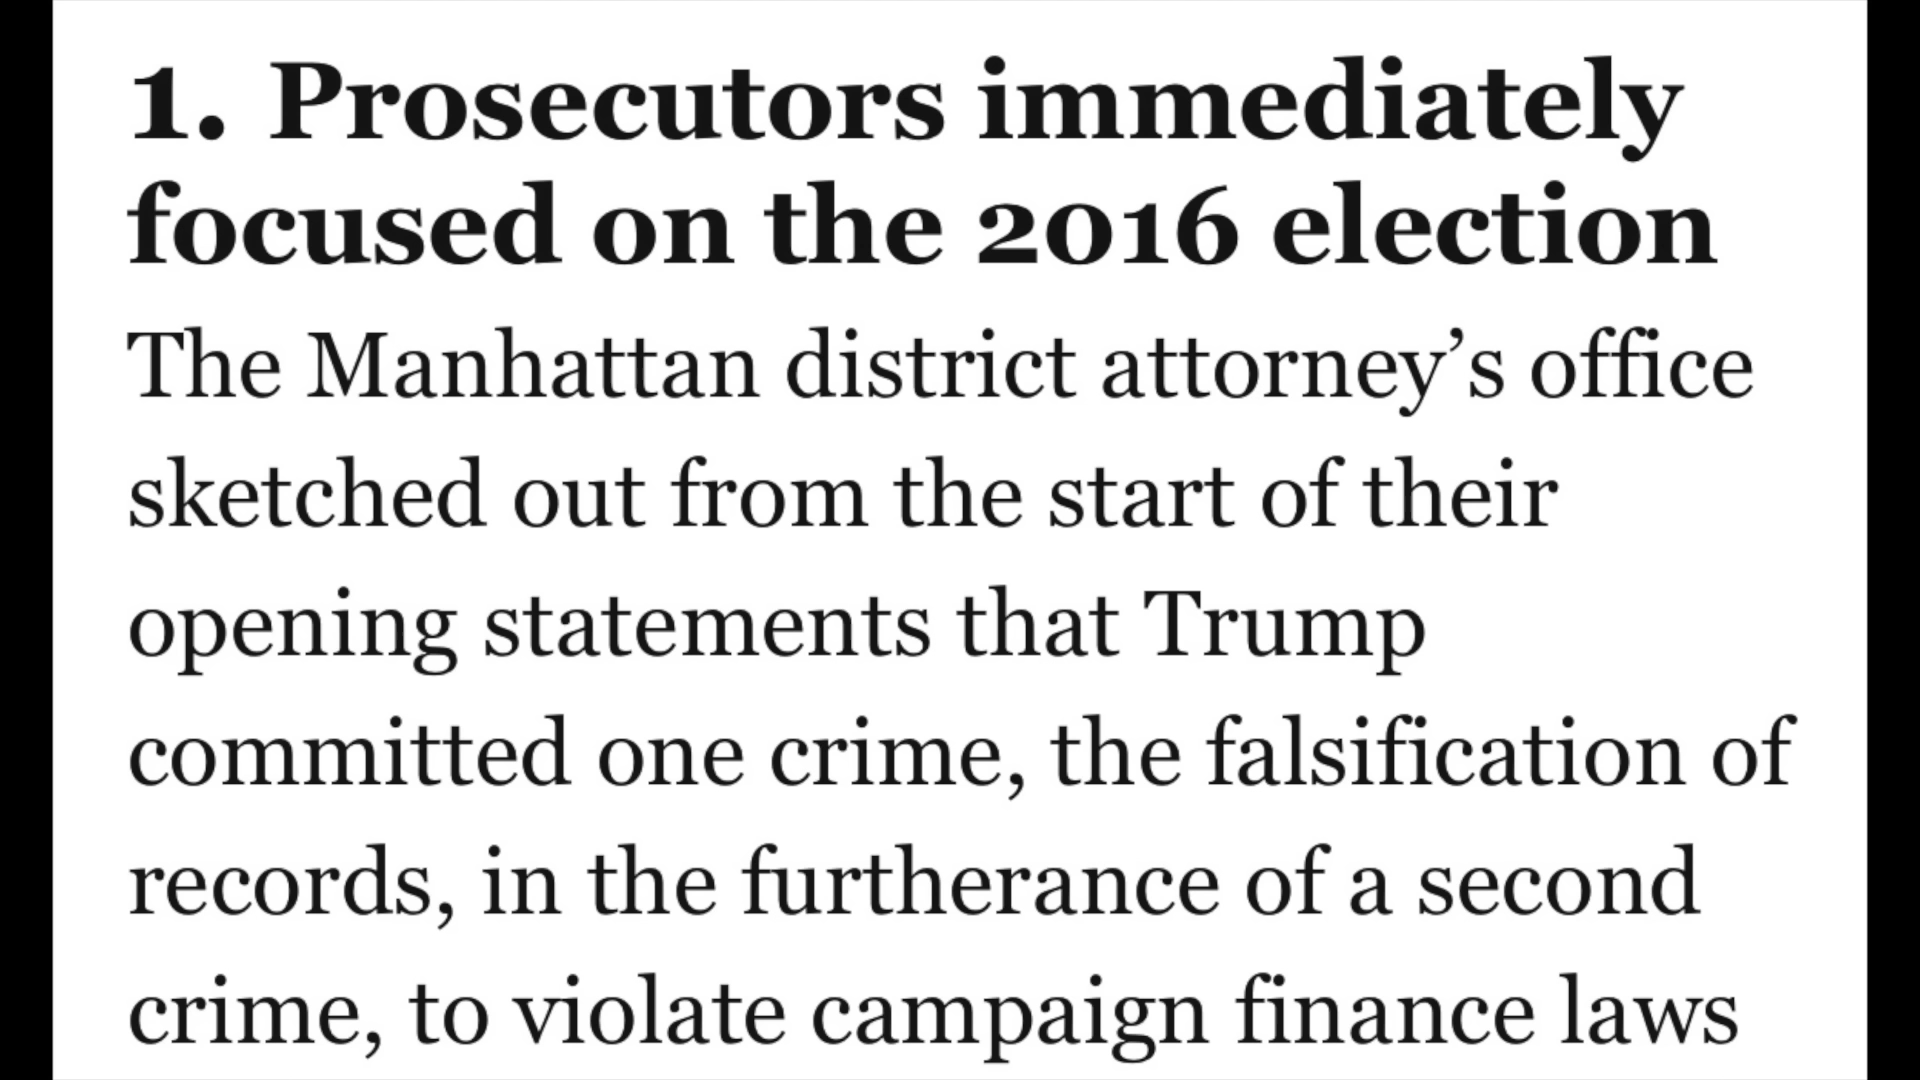 1. Prosecutors immediately
focused on the 2016 election
The Manhattan district attorney’s office
sketched out from the start of their
opening statements that Trump
committed one crime, the falsification of
records, in the furtherance of a second
crime, to violate campaign finance laws